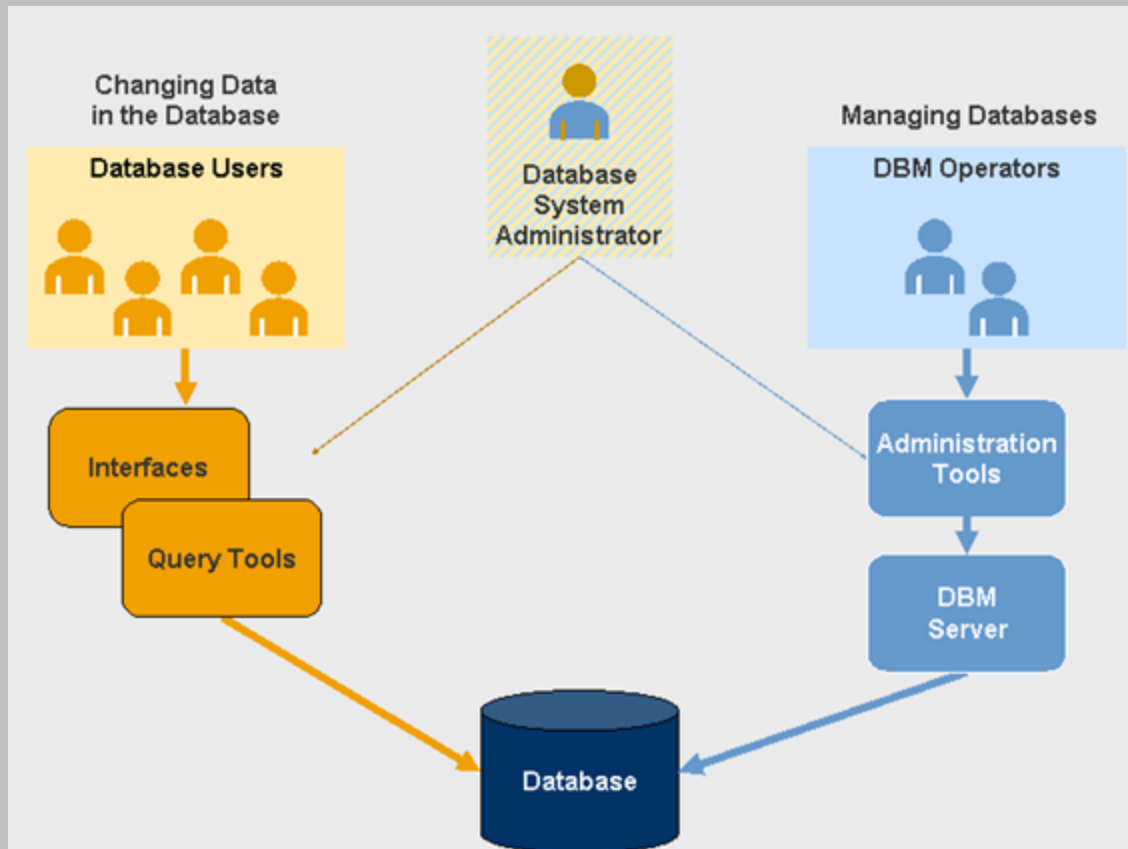 Changing Data
in the Database
Database Users
Database
System
Administrator
Managing Databases
DBM Operators
Interfaces
Query Tools
Administration
Tools
DBM
Server
Database